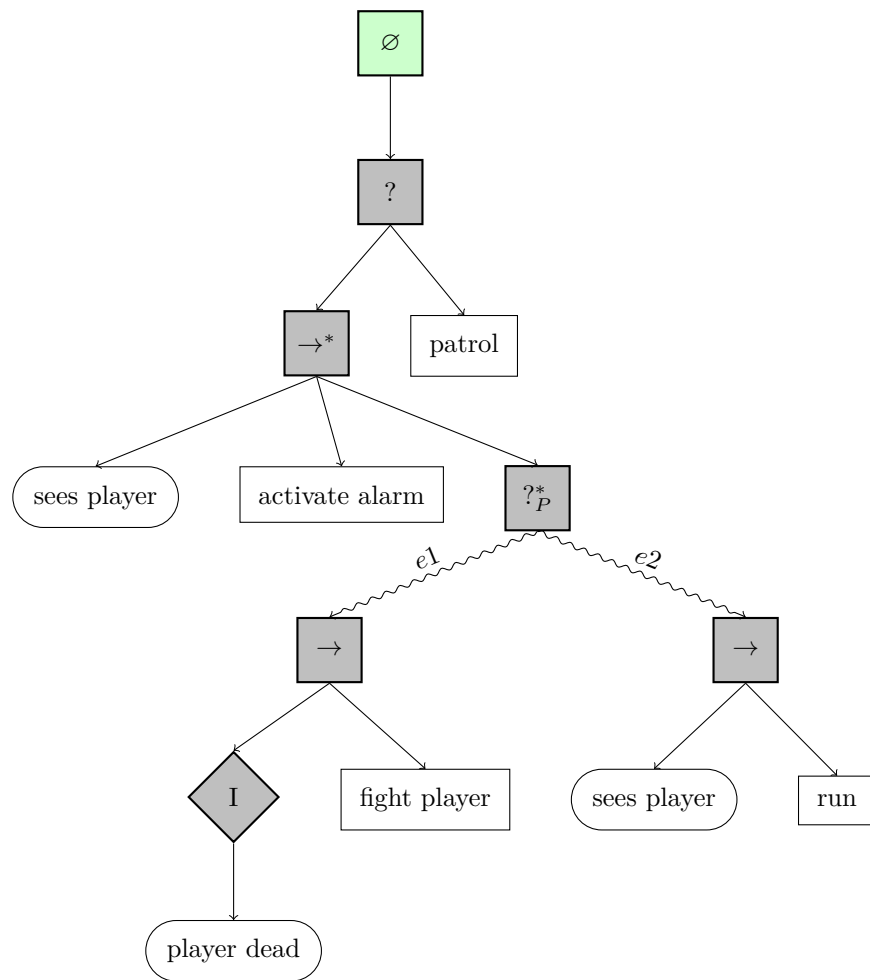 ∅
?
→*
patrol
sees player
activate alarm
?*P
e1
e2
→
→
I
fight player
sees player
run
player dead